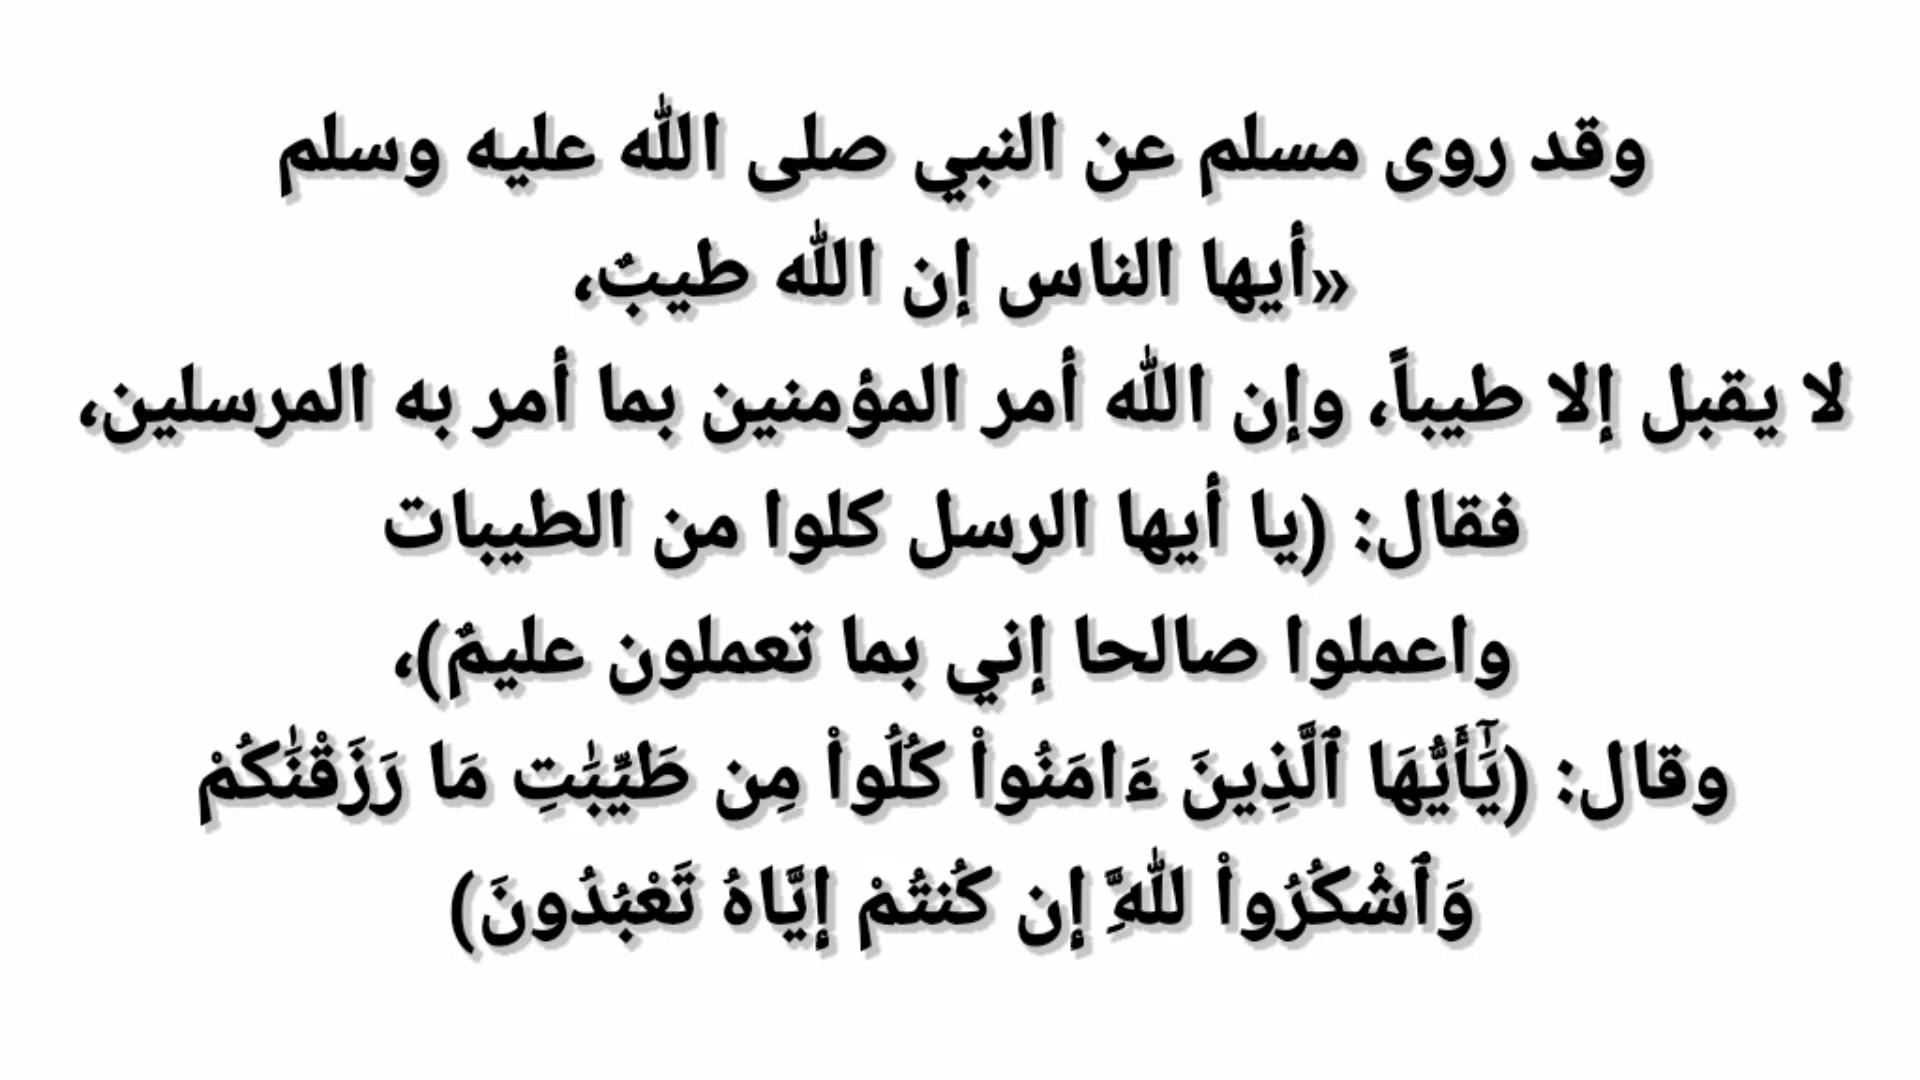 وقد روى مسلم عن النبي صلى الله عليه وسلم
«أيها الناس إن الله طيبٌ،
لا يقبل إلا طيباً، وإن الله أمر المؤمنين بما أمر به المرسلين،
فقال: (يا أيها الرسل كلوا من الطيبات
واعملوا صالحا إني بما تعملون عليمٌ)،
وقال: (يَٰٓأَيُّهَا ٱلَّذِينَ ءَامَنُوا۟ كُلُوا۟ مِن طَيِّبَٰتِ مَا رَزَقْنَٰكُمْ
وَٱشْكُرُوا۟ للهَِّ إِن كُنتُمْ إِيَّاهُ تَعْبُدُونَ)